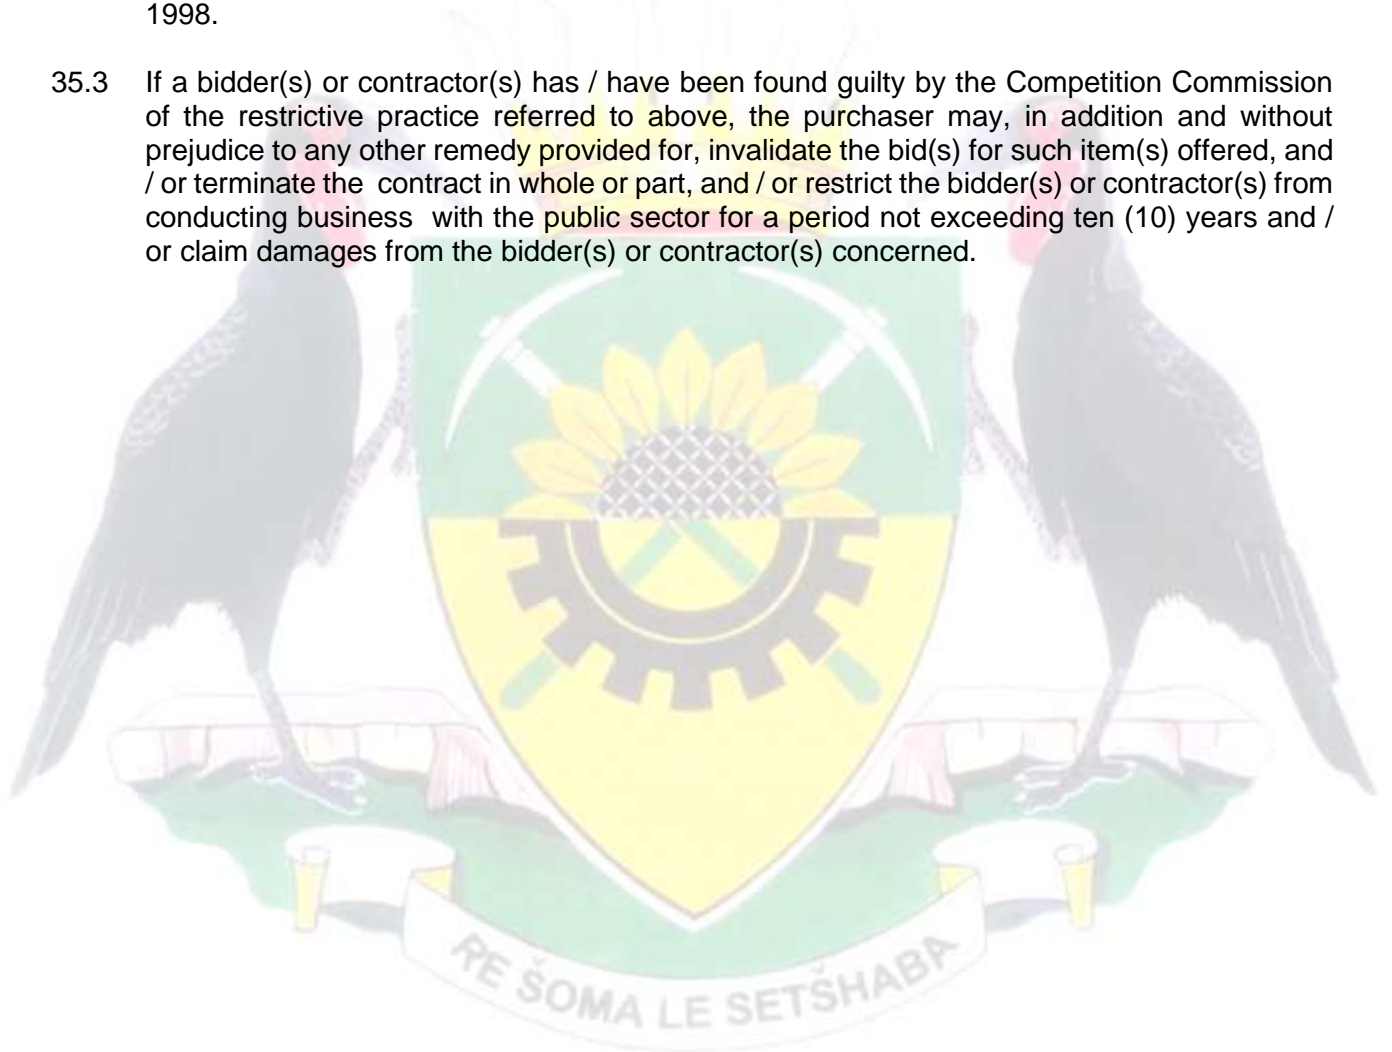 1998.
35.3 If a bidder(s) or contractor(s) has / have been found guilty by the Competition Commission
of the restrictive practice referred to above, the purchaser may, in addition and without
prejudice to any other remedy provided for, invalidate the bid(s) for such item(s) offered, and
/ or terminate the contract in whole or part, and / or restrict the bidder(s) or contractor(s) from
conducting business with the public sector for a period not exceeding ten (10) years and /
or claim damages from the bidder(s) or contractor(s) concerned.
RE ŠOMA LE SETŠHABA